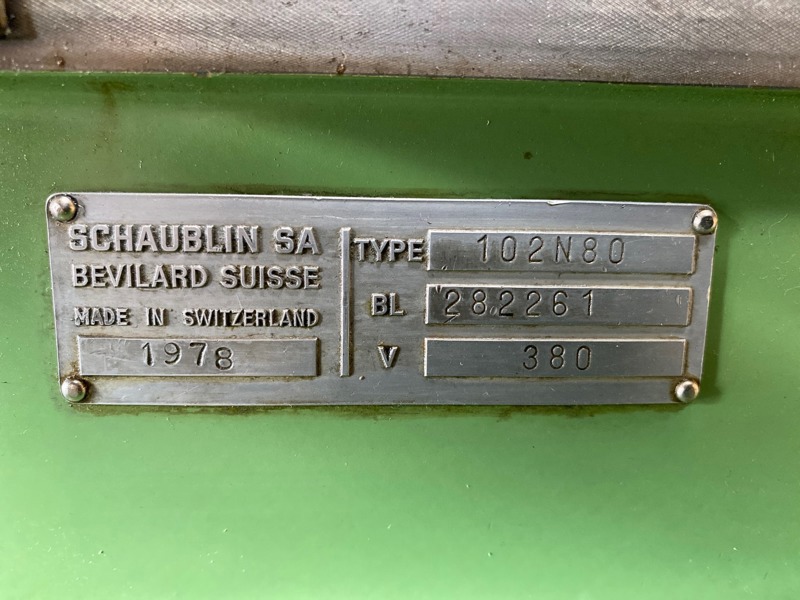 SCHAUBLIN SA
BEVILARD SUISSE
MADE IN SWITZERLAND
1978
TYPE 102N80
BL 282261
V 380